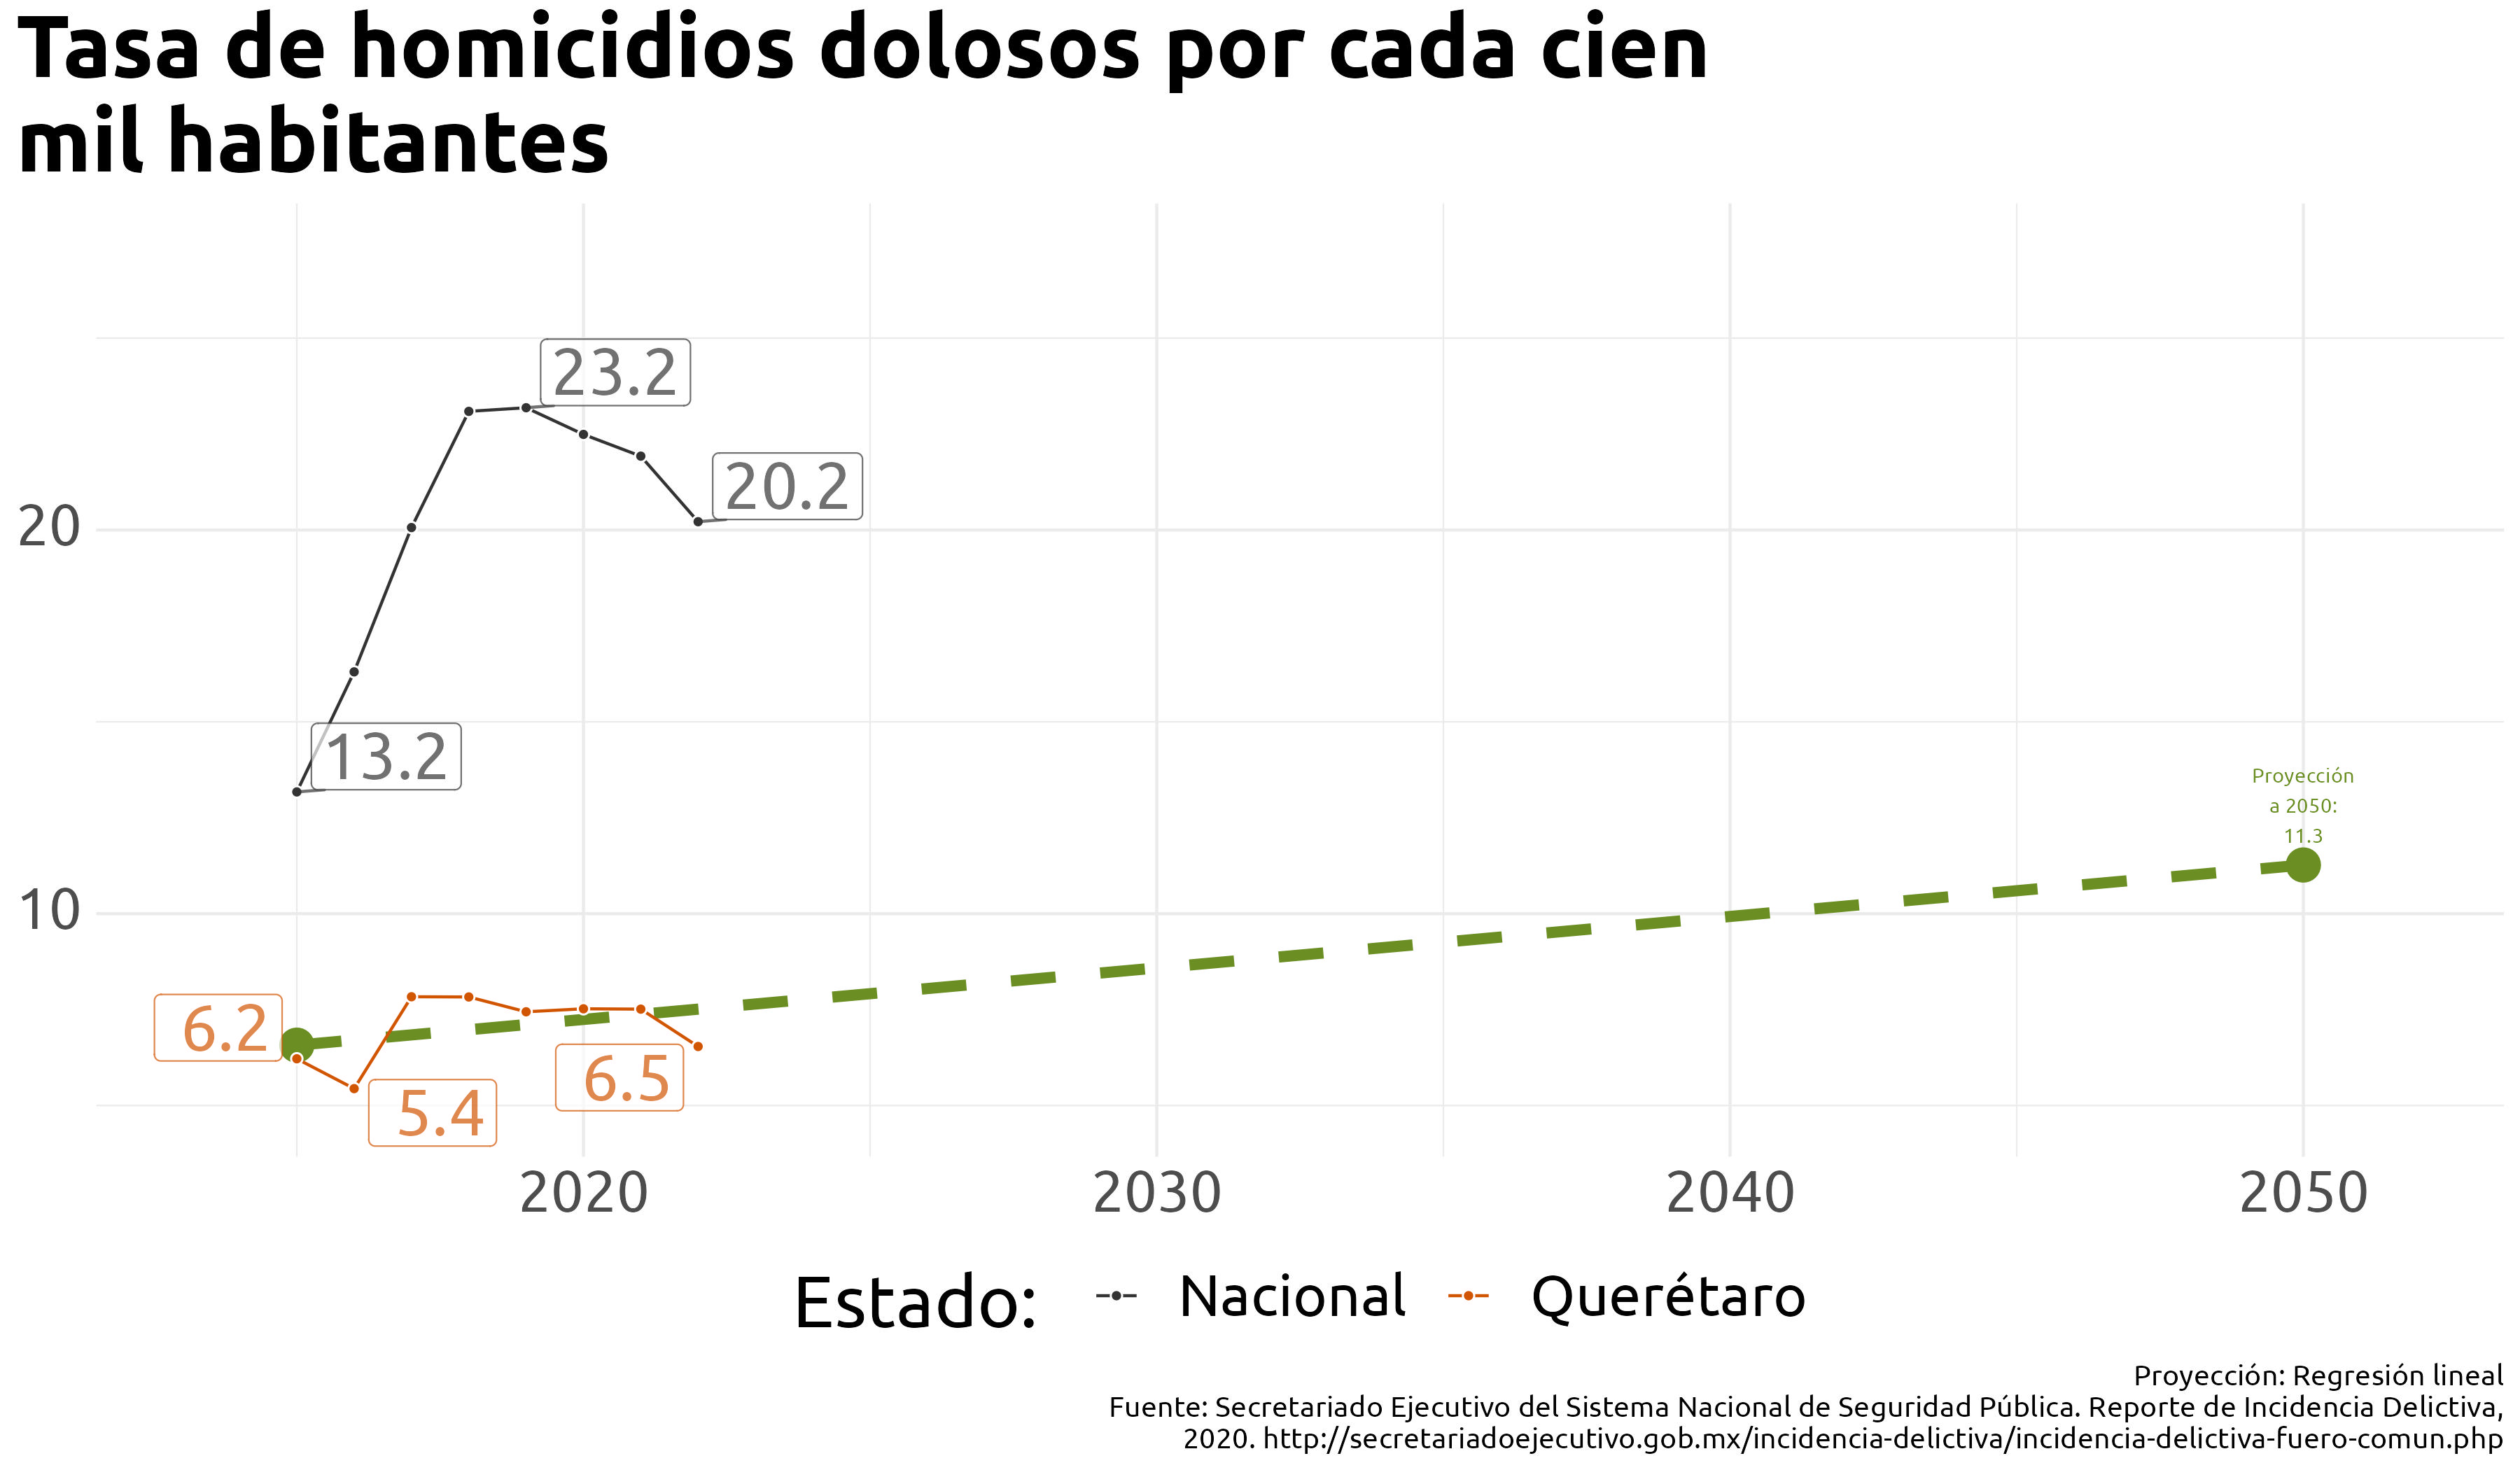 Tasa de homicidios dolosos por cada cien
mil habitantes
23.2
20.2
20
13.2
Proyección
a 2050:
11.3
10
6.2
6.5
5.4
2020
2030
2040
2050
Estado:
Nacional
Querétaro
Proyección: Regresión lineal
Fuente: Secretariado Ejecutivo del Sistema Nacional de Seguridad Pública. Reporte de Incidencia Delictiva,
2020. http://secretariadoejecutivo.gob.mx/incidencia-delictiva/incidencia-delictiva-fuero-comun.php